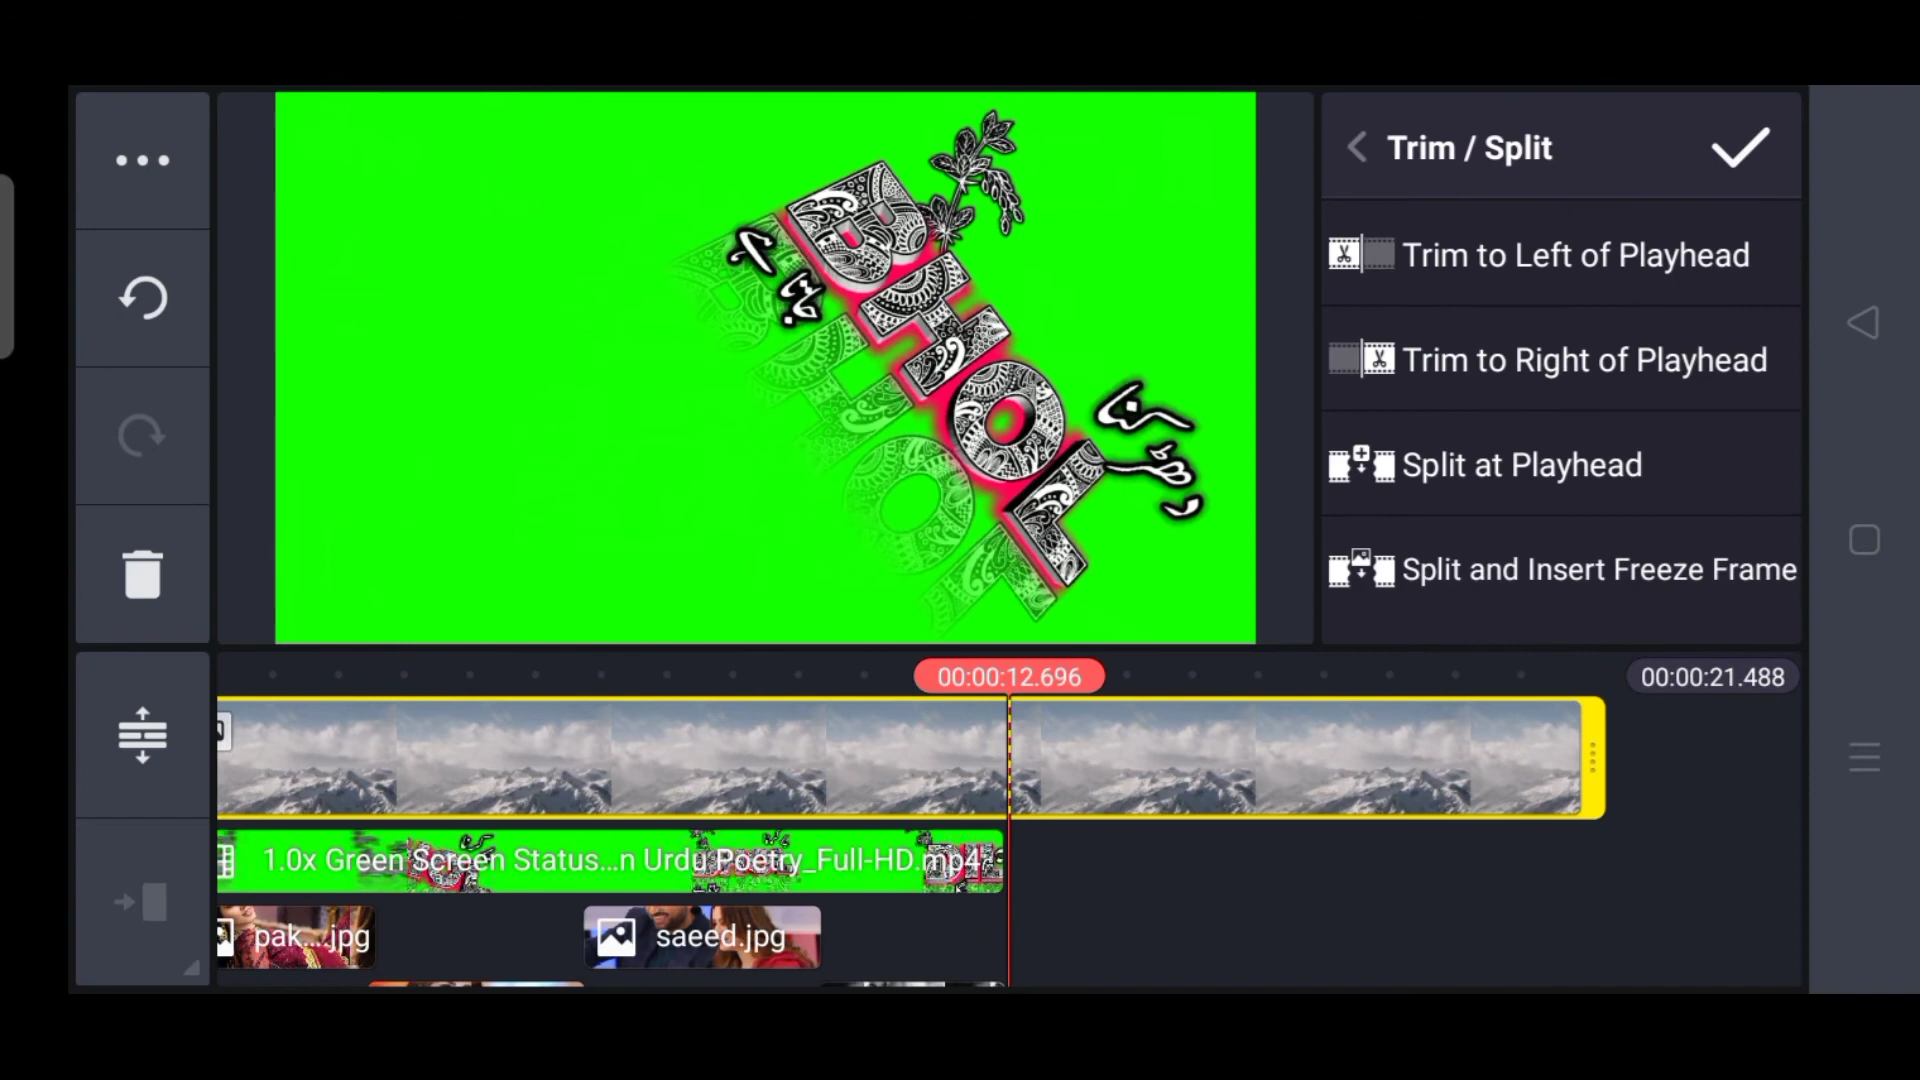 Trim / Split
Trim to Left of Playhead
Trim to Right of Playhead
Split at Playhead
Split and Insert Freeze Frame
BHOL
جانا
دھڑکنا
00:00:12.696
00:00:21.488
1.0x Green Screen Status...n Urdu Poetry_Full-HD.mp4
pak....jpg
saeed.jpg